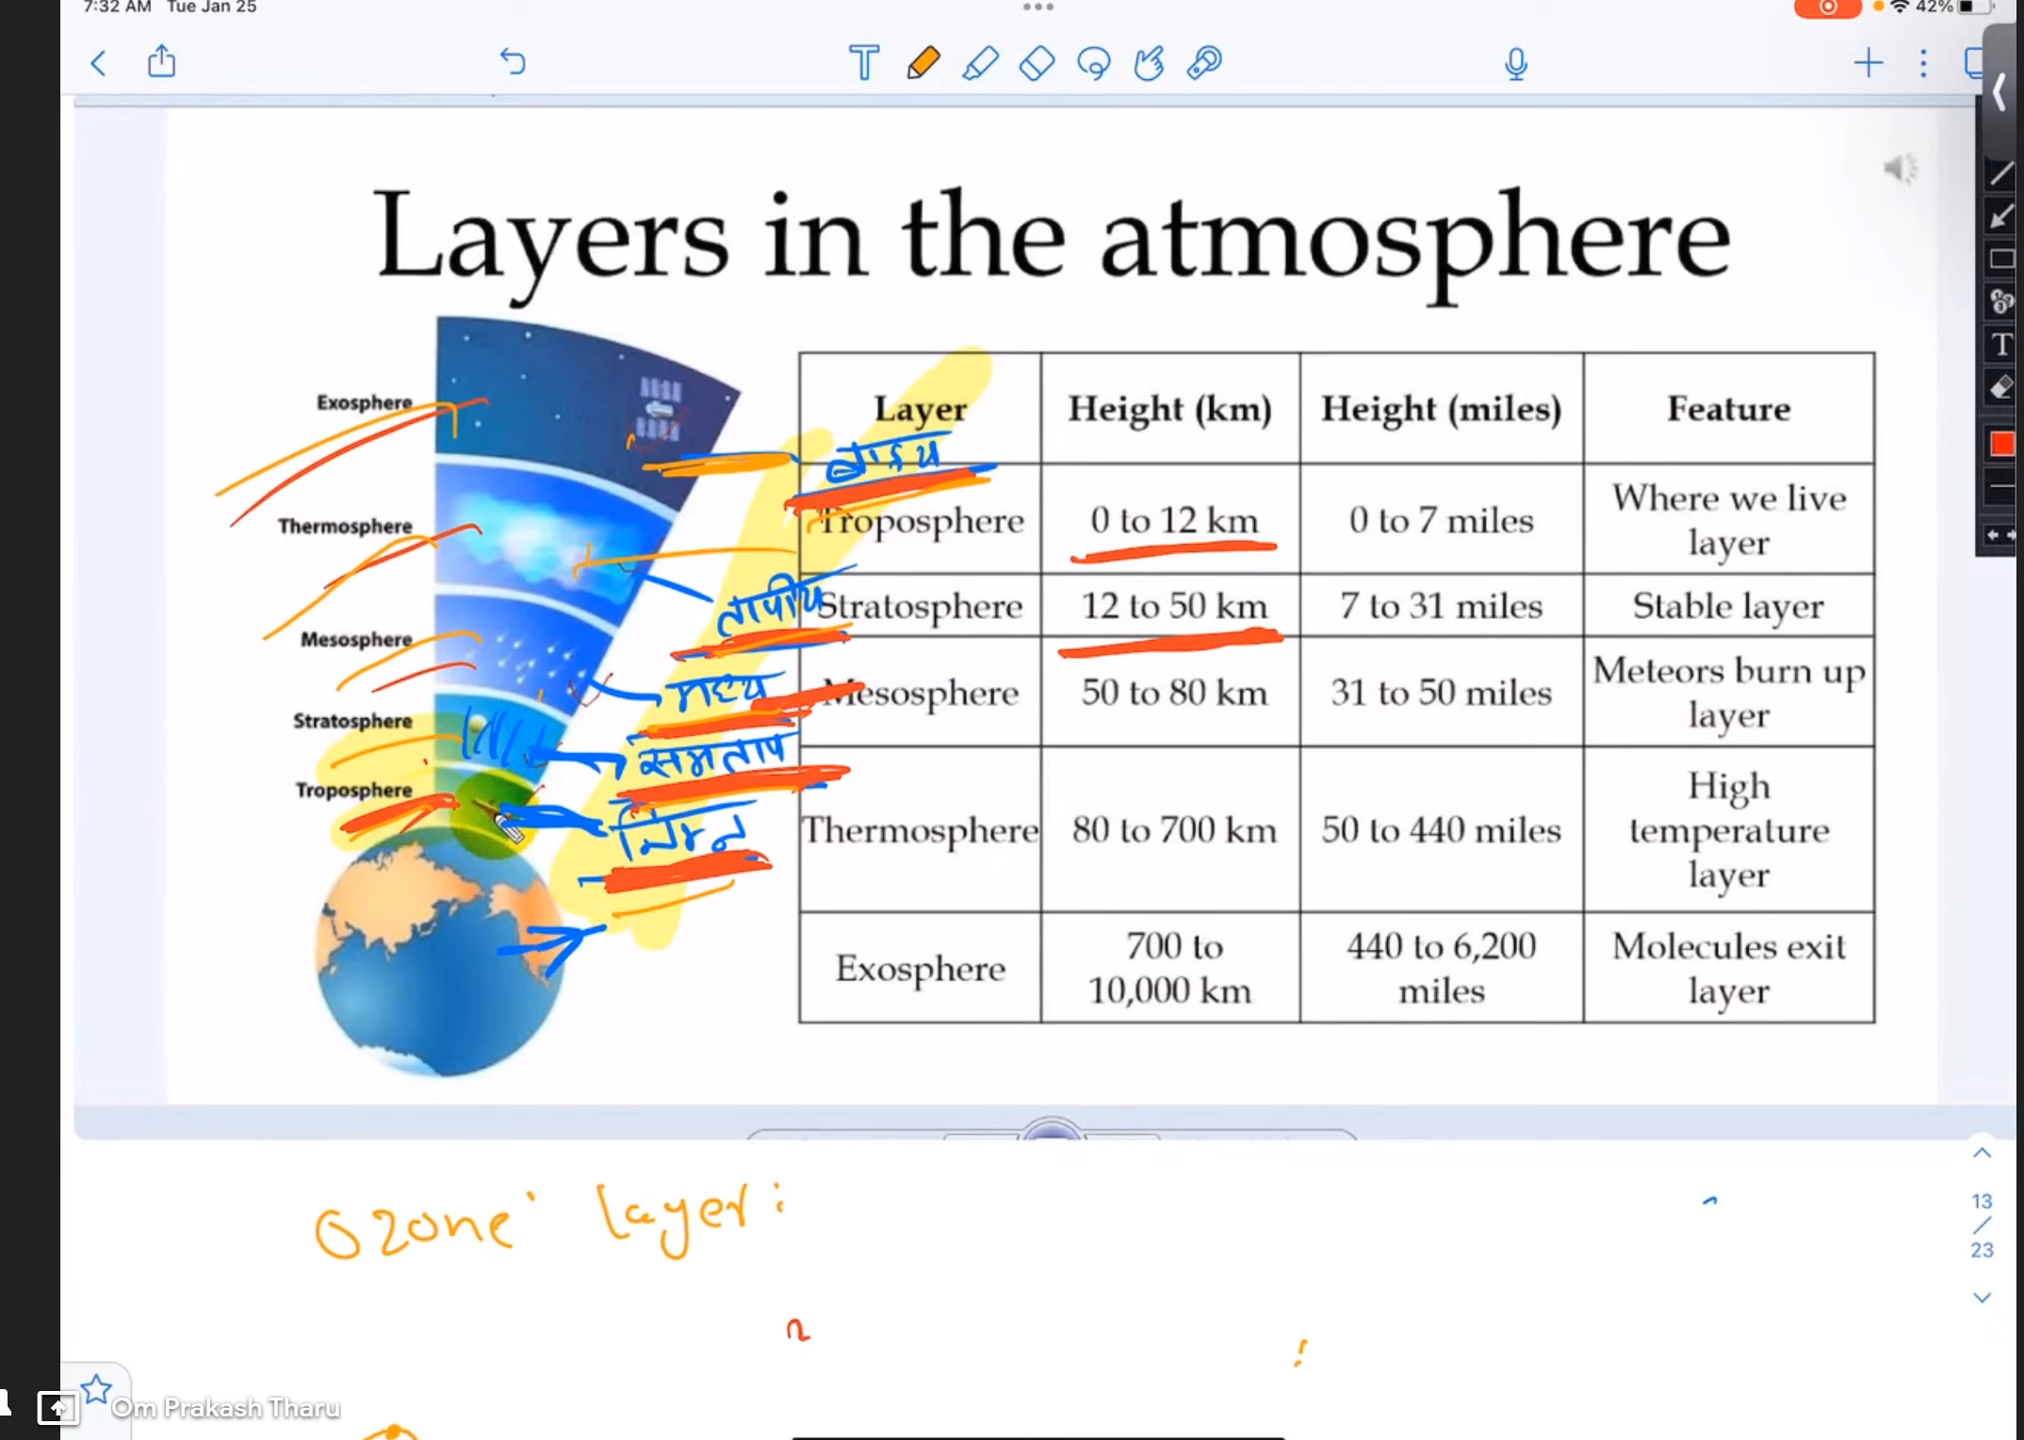 7:32 AM Tue Jan 25
42%
Layers in the atmosphere
Exosphere
Thermosphere
Mesosphere
Stratosphere
Troposphere
तापीय
मध्य
समताप
Layer Height (km) Height (miles) Feature
Troposphere 0 to 12 km 0 to 7 miles Where we live
layer
Stratosphere 12 to 50 km 7 to 31 miles Stable layer
Mesosphere 50 to 80 km 31 to 50 miles Meteors burn up
layer
Thermosphere 80 to 700 km 50 to 440 miles High
temperature
layer
Exosphere 700 to
10,000 km 440 to 6,200
miles Molecules exit
layer
Ozone layer:
13
/
23
Om Prakash Tharu